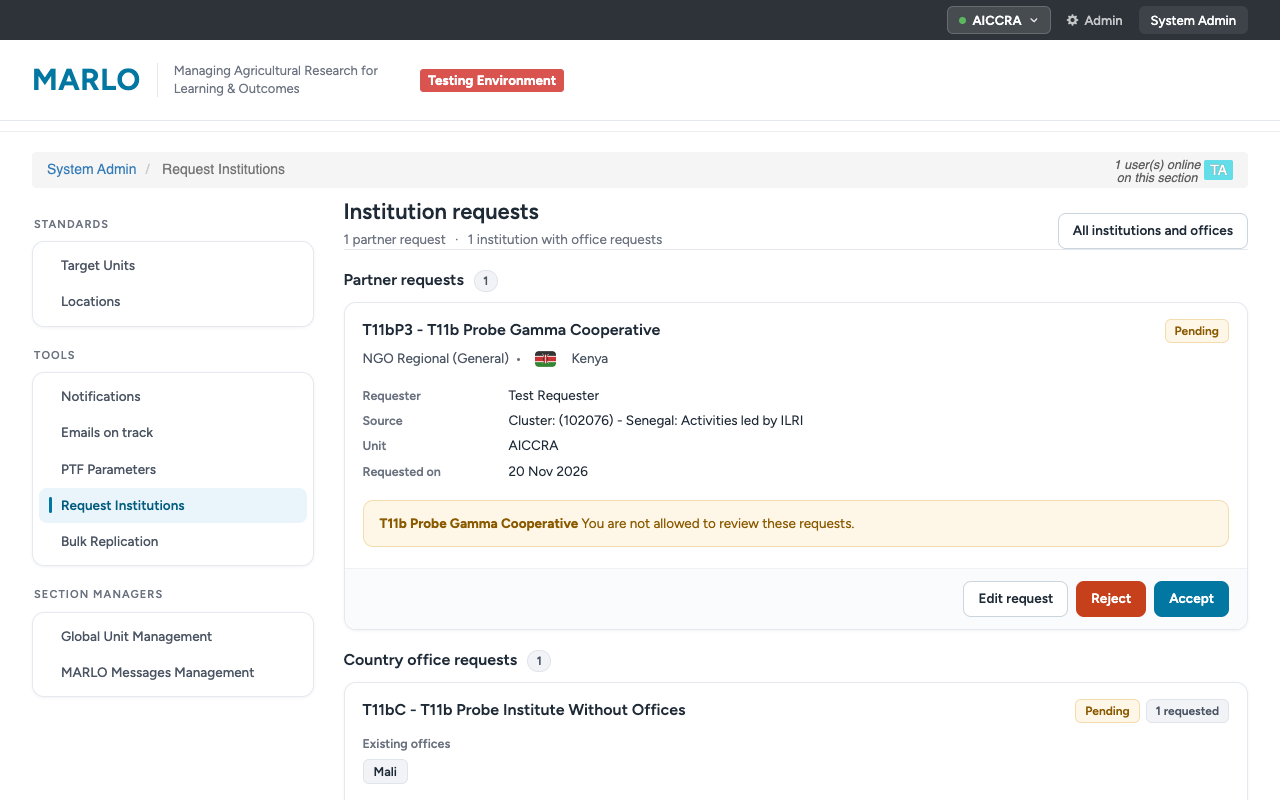 AICCRA
Admin
System Admin
MARLO
Managing Agricultural Research for
Learning & Outcomes
Testing Environment
System Admin / Request Institutions
1 user(s) online
on this section
TA
STANDARDS
Target Units
Locations
TOOLS
Notifications
Emails on track
PTF Parameters
Request Institutions
Bulk Replication
SECTION MANAGERS
Global Unit Management
MARLO Messages Management
Institution requests
1 partner request · 1 institution with office requests
All institutions and offices
Partner requests 1
T11bP3 - T11b Probe Gamma Cooperative
Pending
NGO Regional (General) • Kenya
Requester Test Requester
Source Cluster: (102076) - Senegal: Activities led by ILRI
Unit AICCRA
Requested on 20 Nov 2026
T11b Probe Gamma Cooperative You are not allowed to review these requests.
Edit request
Reject
Accept
Country office requests 1
T11bC - T11b Probe Institute Without Offices
Pending
1 requested
Existing offices
Mali